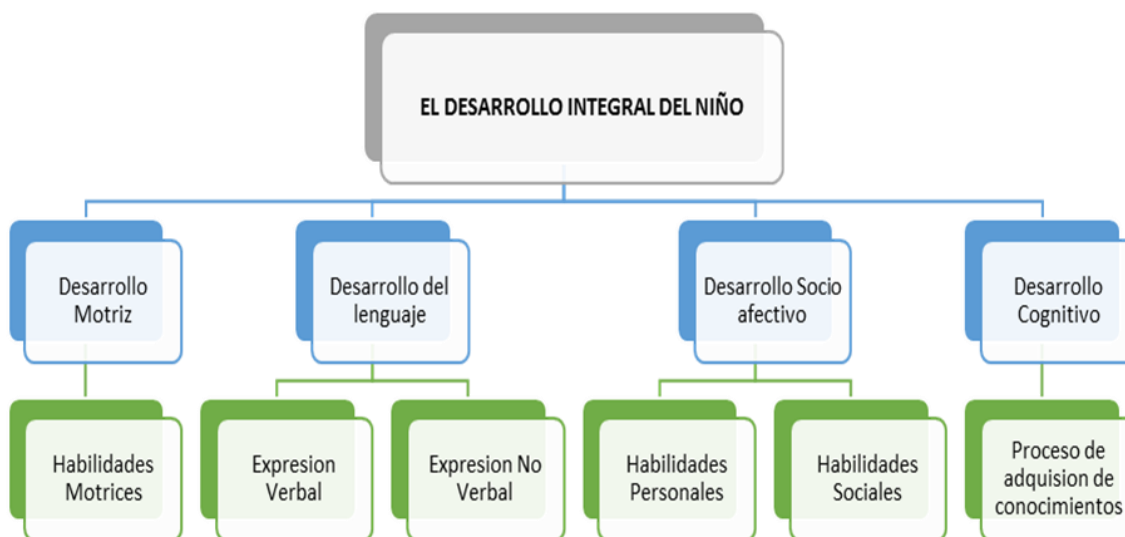 EL DESARROLLO INTEGRAL DEL NIÑO
Desarrollo
Motriz
Desarrollo del
lenguaje
Desarrollo Socio
afectivo
Desarrollo
Cognitivo
Habilidades
Motrices
Expresion
Verbal
Expresion No
Verbal
Habilidades
Personales
Habilidades
Sociales
Proceso de
adquision de
conocimientos